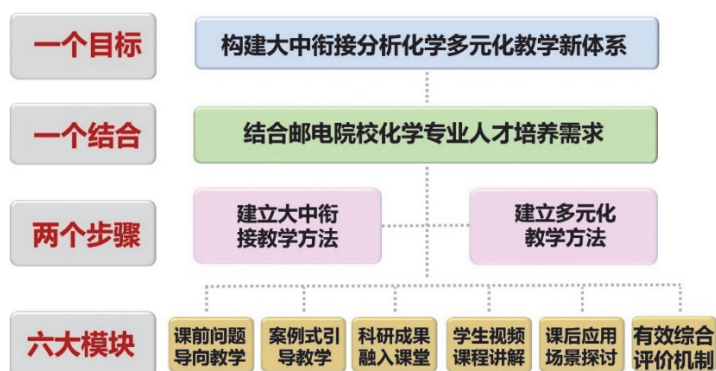 一个目标
构建大中衔接分析化学多元化教学新体系
一个结合
结合邮电院校化学专业人才培养需求
两个步骤
建立大中衔
接教学方法
建立多元化
教学方法
六大模块
课前问题
导向教学
案例式引
导教学
科研成果
融入课堂
学生视频
课程讲解
课后应用
场景探讨
有效综合
评价机制